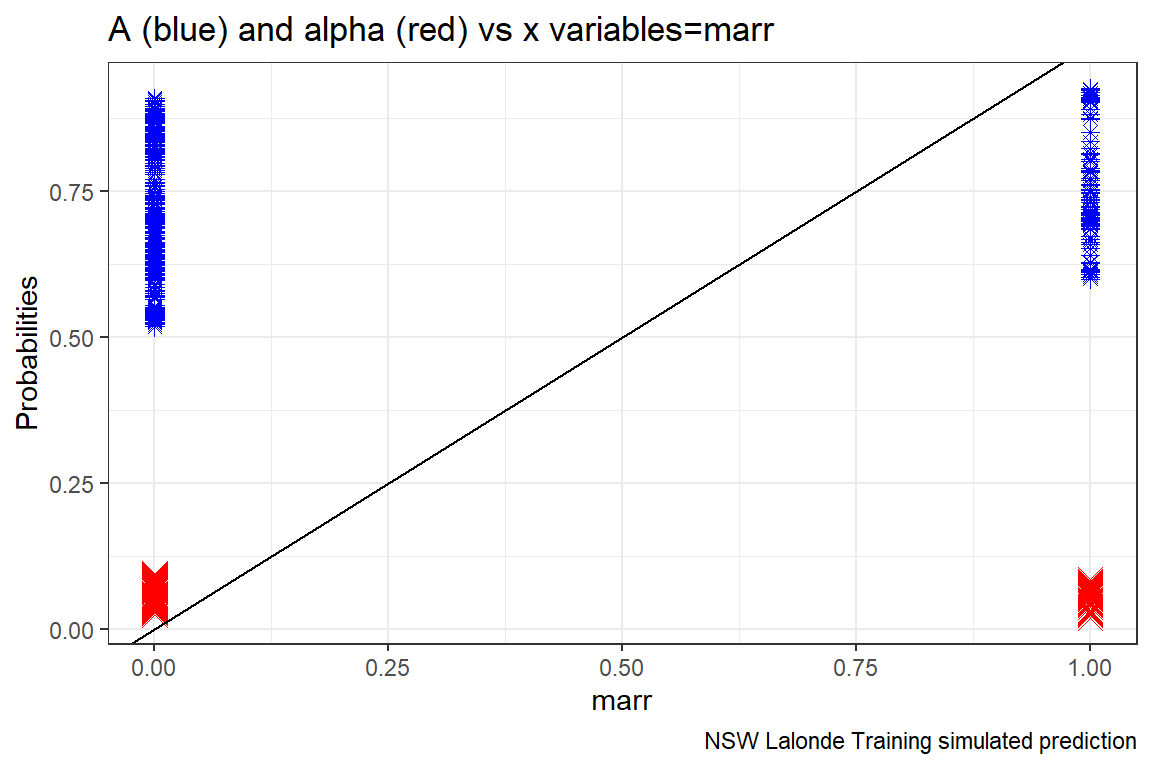 A (blue) and alpha (red) vs x variables=marr
Probabilities
0.75
0.50
0.25
0.00
0.00 0.25 0.50 0.75 1.00
marr
NSW Lalonde Training simulated prediction